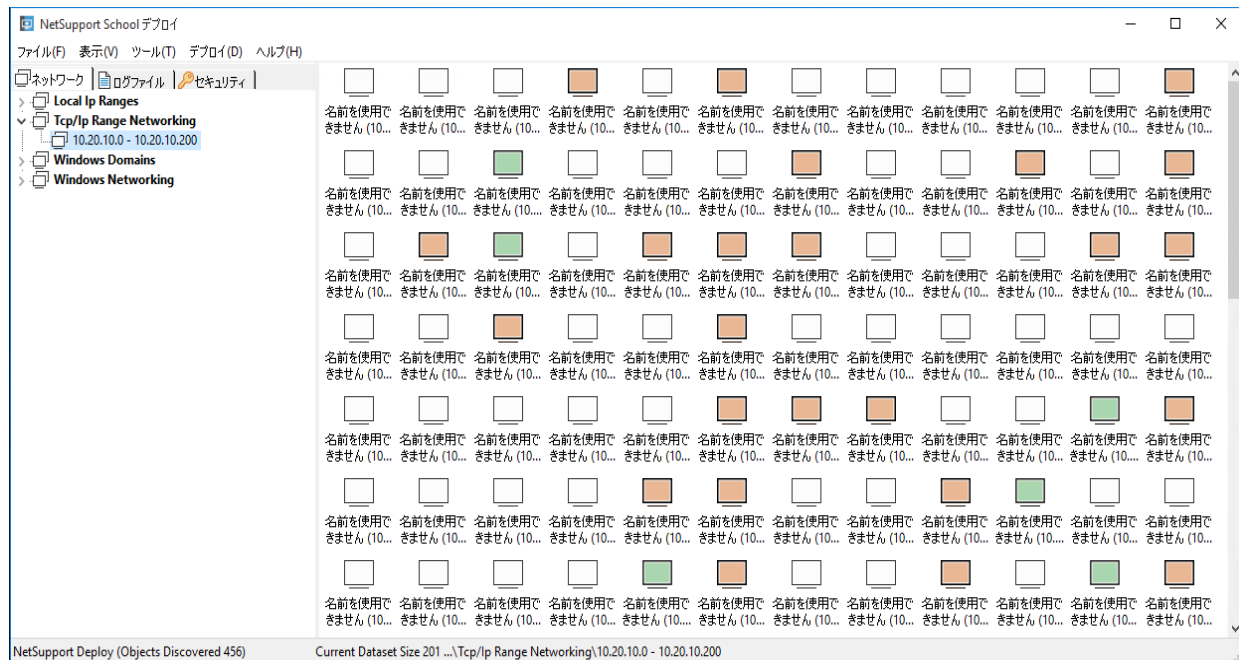 NetSupport School デプロイ
ファイル(F) 表示(V) ツール(T) デプロイ(D) ヘルプ(H)
ネットワーク ログファイル セキュリティ
Local Ip Ranges
Tcp/Ip Range Networking
10.20.10.0 - 10.20.10.200
Windows Domains
Windows Networking
名前を使用で 名前を使用で 名前を使用で 名前を使用で 名前を使用で 名前を使用で 名前を使用で 名前を使用で 名前を使用で 名前を使用で 名前を使用で 名前を使用で
きません (10... きません (10... きません (10... きません (10... きません (10... きません (10... きません (10... きません (10... きません (10... きません (10... きません (10... きません (10...
名前を使用で 名前を使用で 名前を使用で 名前を使用で 名前を使用で 名前を使用で 名前を使用で 名前を使用で 名前を使用で 名前を使用で 名前を使用で 名前を使用で
きません (10... きません (10... きません (10.... きません (10... きません (10... きません (10... きません (10... きません (10... きません (10... きません (10... きません (10... きません (10...
名前を使用で 名前を使用で 名前を使用で 名前を使用で 名前を使用で 名前を使用で 名前を使用で 名前を使用で 名前を使用で 名前を使用で 名前を使用で 名前を使用で
きません (10... きません (10... きません (10... きません (10... きません (10... きません (10... きません (10... きません (10... きません (10... きません (10... きません (10... きません (10...
名前を使用で 名前を使用で 名前を使用で 名前を使用で 名前を使用で 名前を使用で 名前を使用で 名前を使用で 名前を使用で 名前を使用で 名前を使用で 名前を使用で
きません (10... きません (10... きません (10... きません (10... きません (10... きません (10... きません (10... きません (10... きません (10... きません (10... きません (10... きません (10...
名前を使用で 名前を使用で 名前を使用で 名前を使用で 名前を使用で 名前を使用で 名前を使用で 名前を使用で 名前を使用で 名前を使用で 名前を使用で 名前を使用で
きません (10... きません (10... きません (10... きません (10... きません (10... きません (10... きません (10... きません (10... きません (10... きません (10... きません (10... きません (10...
名前を使用で 名前を使用で 名前を使用で 名前を使用で 名前を使用で 名前を使用で 名前を使用で 名前を使用で 名前を使用で 名前を使用で 名前を使用で 名前を使用で
きません (10... きません (10... きません (10... きません (10... きません (10... きません (10... きません (10... きません (10... きません (10... きません (10... きません (10... きません (10...
名前を使用で 名前を使用で 名前を使用で 名前を使用で 名前を使用で 名前を使用で 名前を使用で 名前を使用で 名前を使用で 名前を使用で 名前を使用で 名前を使用で
きません (10... きません (10... きません (10... きません (10... きません (10... きません (10... きません (10... きません (10... きません (10... きません (10... きません (10... きません (10...
NetSupport Deploy (Objects Discovered 456) Current Dataset Size 201 ...\Tcp/Ip Range Networking\10.20.10.0 - 10.20.10.200